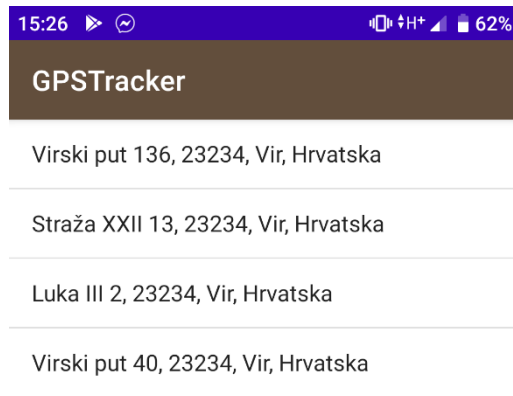 15:26 H+ 62%
GPSTracker
Virski put 136, 23234, Vir, Hrvatska
Straža XXII 13, 23234, Vir, Hrvatska
Luka III 2, 23234, Vir, Hrvatska
Virski put 40, 23234, Vir, Hrvatska